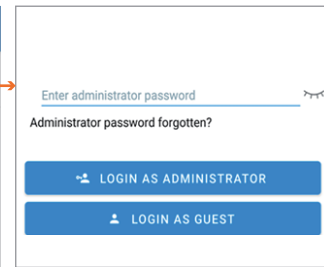 Enter administrator password
Administrator password forgotten?
LOGIN AS ADMINISTRATOR
LOGIN AS GUEST